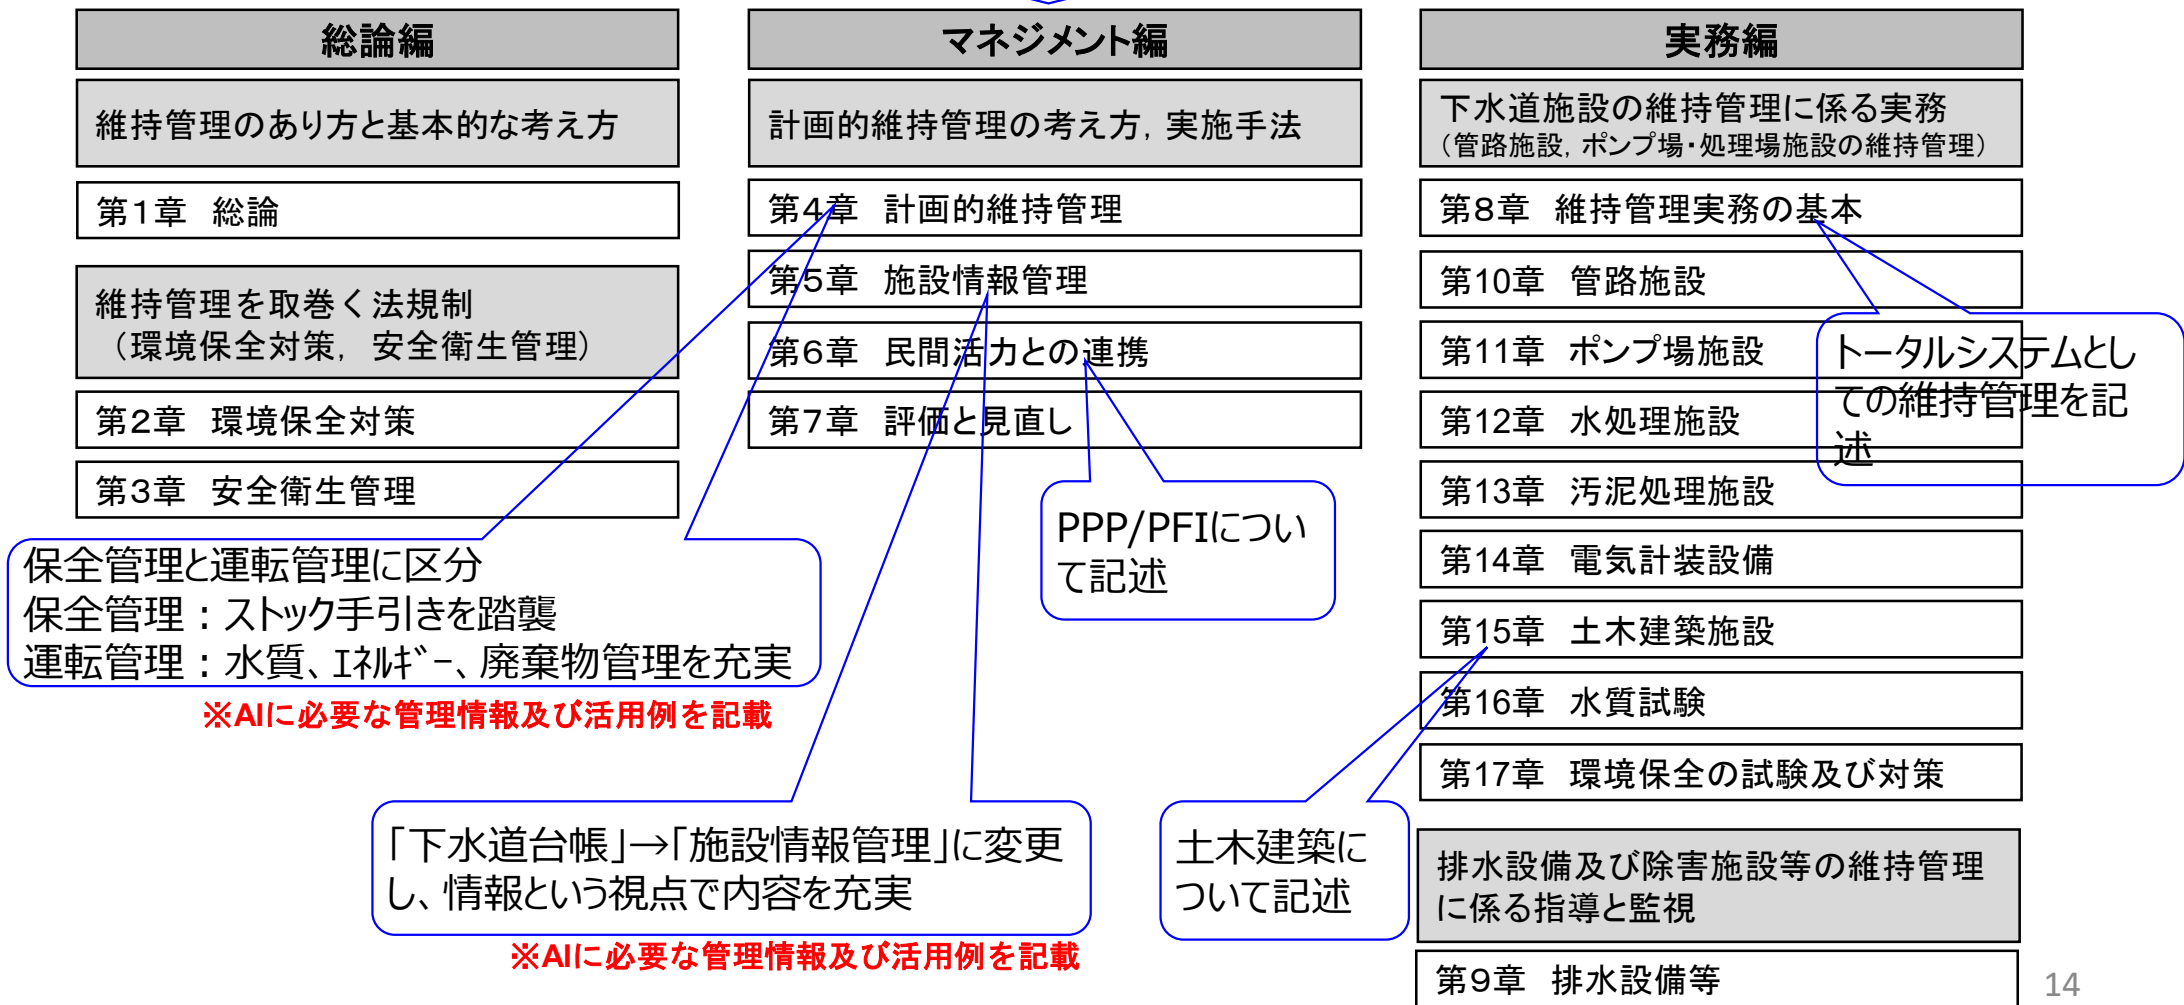 総論編
維持管理のあり方と基本的な考え方
第1章 総論
維持管理を取巻く法規制
（環境保全対策，安全衛生管理）
第2章 環境保全対策
第3章 安全衛生管理
保全管理と運転管理に区分
保全管理：ストック手引きを踏襲
運転管理：水質、ｴﾈﾙｷﾞｰ、廃棄物管理を充実
※AIに必要な管理情報及び活用例を記載
マネジメント編
計画的維持管理の考え方，実施手法
第4章 計画的維持管理
第5章 施設情報管理
第6章 民間活力との連携
第7章 評価と見直し
PPP/PFIについ
て記述
「下水道台帳」→「施設情報管理」に変更
し、情報という視点で内容を充実
※AIに必要な管理情報及び活用例を記載
実務編
下水道施設の維持管理に係る実務
（管路施設，ポンプ場・処理場施設の維持管理）
第8章 維持管理実務の基本
第10章 管路施設
第11章 ポンプ場施設
第12章 水処理施設
第13章 汚泥処理施設
第14章 電気計装設備
第15章 土木建築施設
第16章 水質試験
第17章 環境保全の試験及び対策
トータルシステムとし
ての維持管理を記
述
土木建築に
ついて記述
排水設備及び除害施設等の維持管理
に係る指導と監視
第9章 排水設備等
14